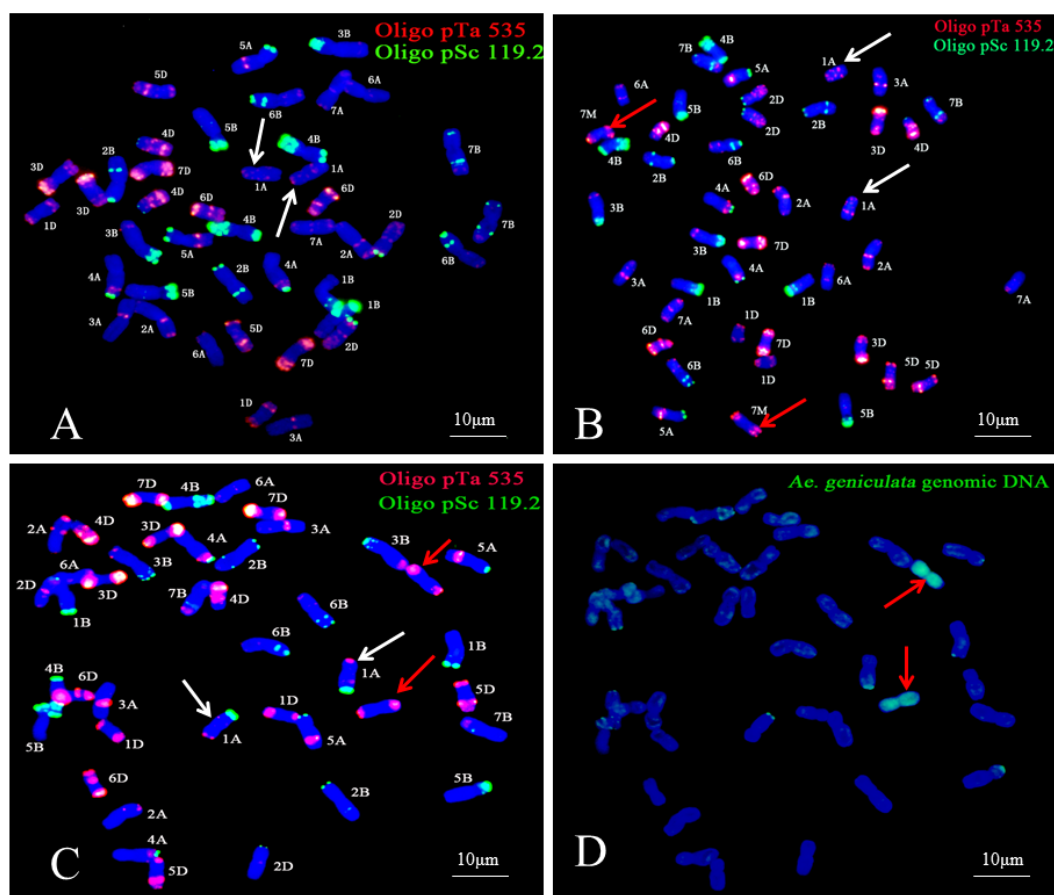 Oligo pTa 535
Oligo pSc 119.2
3B
5A
6A
5D
6B
7A
5B
4D
4B
7B
2B
3D
7D
1A
1A
6D
4D
3D
6D
1D
4B
2D
7B
3B
5A
7A
2A
6B
4A
2B
4A
1B
5B
1B
3A
2A
6A
5D
2D
7D
1D
3A
A
10μm
Oligo pTa 535
Oligo pSc 119.2
4B
7B
5A
1A
3A
6A
2D
5B
7B
7M
2B
4D
2D
4B
6B
3D
4D
2B
6D
4A
2A
1A
3B
3B
7D
2A
4A
3A
6A
7A
1B
1B
7A
1D
6D
7D
3D
5D
5D
6B
1D
7M
5B
5A
B
10μm
Oligo pTa 535
Oligo pSc 119.2
7D
4B
6A
7D
2A
4D
3D
3A
4A
3B
5A
6A
3B
2B
2D
3D
7B
4D
1B
6B
6B
1B
4B
6D
1A
5D
3A
1D
7B
5B
1D
1A
5A
6D
5B
2B
2A
4A
5D
2D
C
10μm
Ae. geniculata genomic DNA
D
10μm